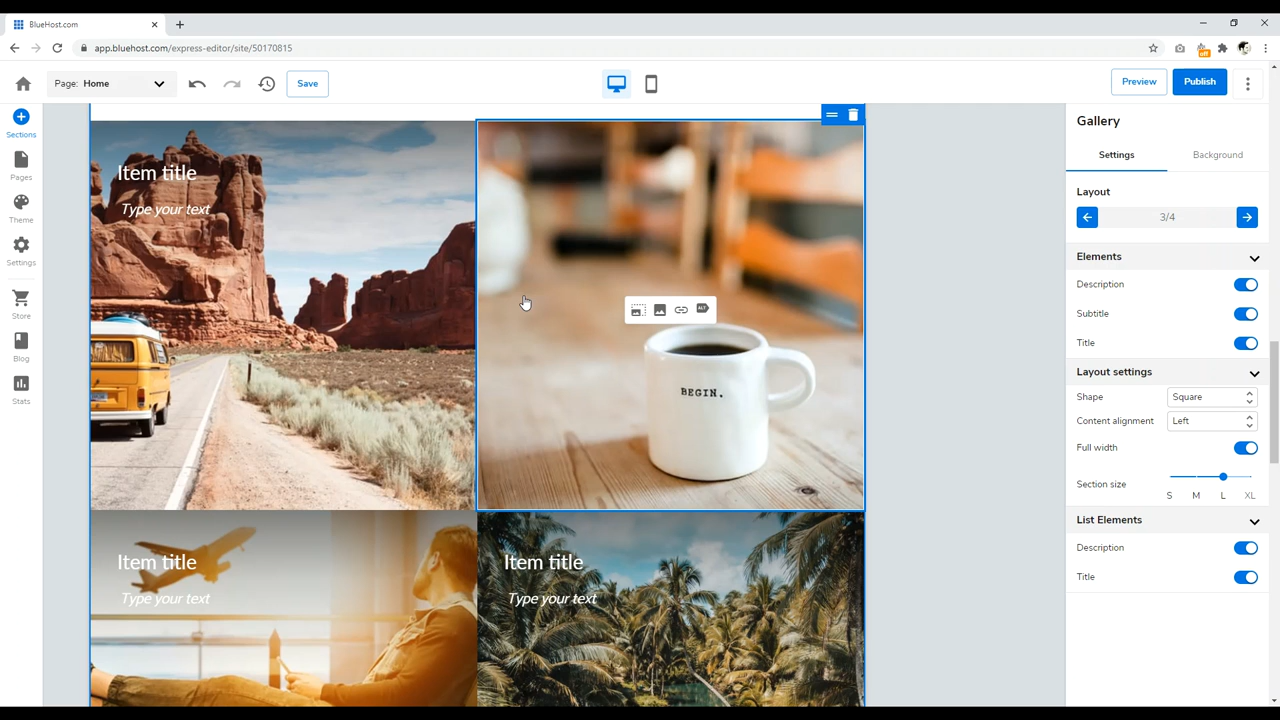 BlueHost.com
app.bluehost.com/express-editor/site/50170815
off
Page: Home
Save
Preview
Publish
Sections
Pages
Theme
Settings
Store
Blog
Stats
Item title
Type your text
BEGIN.
ALT
Item title
Type your text
Item title
Type your text
Gallery
Settings
Background
Layout
3/4
Elements
Description
Subtitle
Title
Layout settings
Shape
Square
Content alignment
Left
Full width
Section size
S M L XL
List Elements
Description
Title